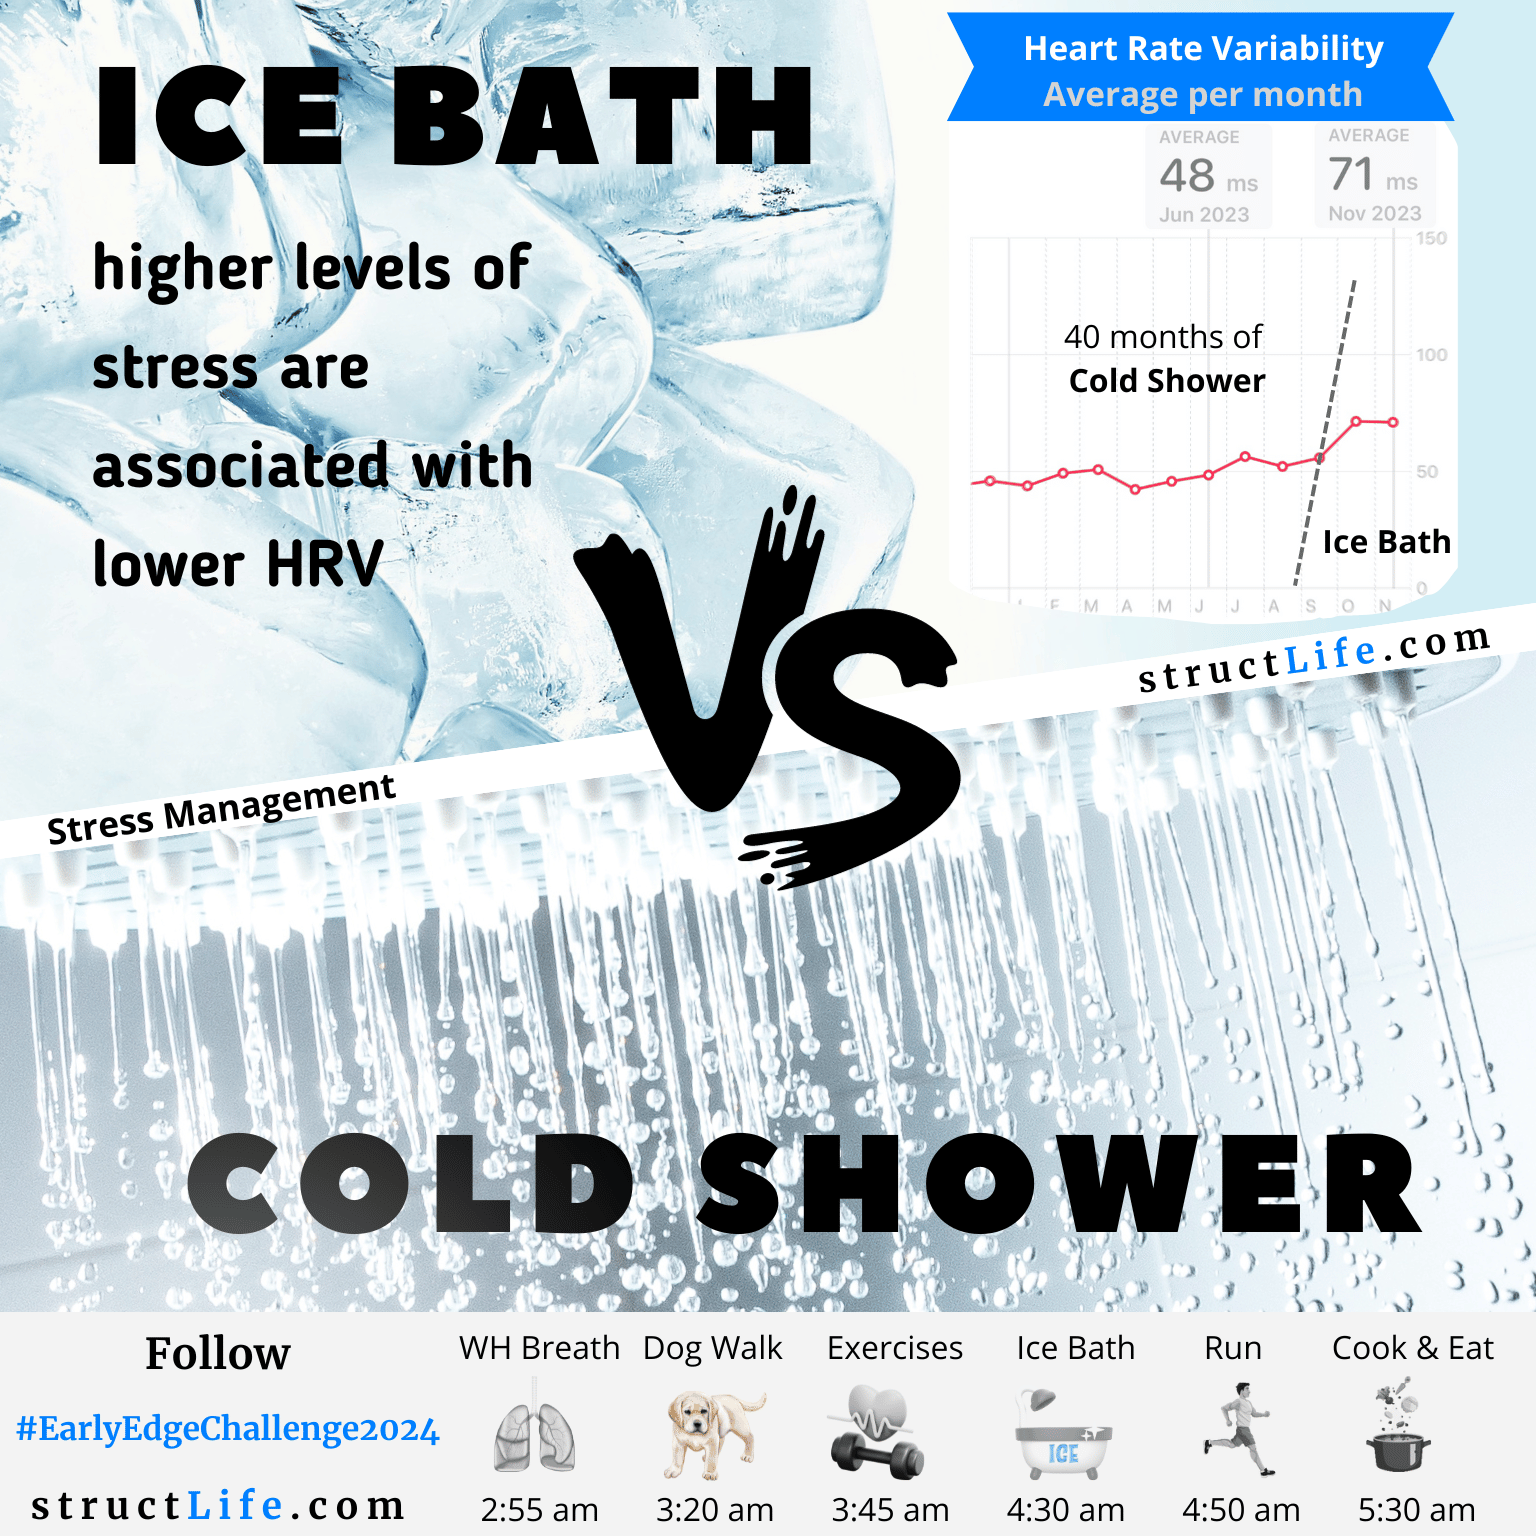 ICE BATH
higher levels of
stress are
associated with
lower HRV
Heart Rate Variability
Average per month
AVERAGE
48 ms
Jun 2023
AVERAGE
71 ms
Nov 2023
150
100
50
0
40 months of
Cold Shower
Ice Bath
F M A M J J A S O N
VS
structLife.com
Stress Management
COLD SHOWER
Follow
#EarlyEdgeChallenge2024
structLife.com
WH Breath
2:55 am
Dog Walk
3:20 am
Exercises
3:45 am
Ice Bath
ICE
4:30 am
Run
4:50 am
Cook & Eat
5:30 am